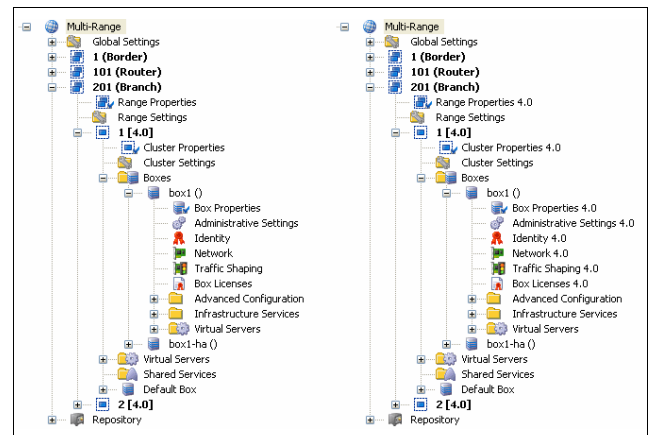 Multi-Range
Global Settings
1 (Border)
101 (Router)
201 (Branch)
Range Properties
Range Settings
1 [4.0]
Cluster Properties
Cluster Settings
Boxes
box1 ()
Box Properties
Administrative Settings
Identity
Network
Traffic Shaping
Box Licenses
Advanced Configuration
Infrastructure Services
Virtual Servers
box1-ha ()
Virtual Servers
Shared Services
Default Box
2 [4.0]
Repository
Multi-Range
Global Settings
1 (Border)
101 (Router)
201 (Branch)
Range Properties 4.0
Range Settings
1 [4.0]
Cluster Properties 4.0
Cluster Settings
Boxes
box1 ()
Box Properties 4.0
Administrative Settings 4.0
Identity 4.0
Network 4.0
Traffic Shaping 4.0
Box Licenses 4.0
Advanced Configuration
Infrastructure Services
Virtual Servers
box1-ha ()
Virtual Servers
Shared Services
Default Box
2 [4.0]
Repository